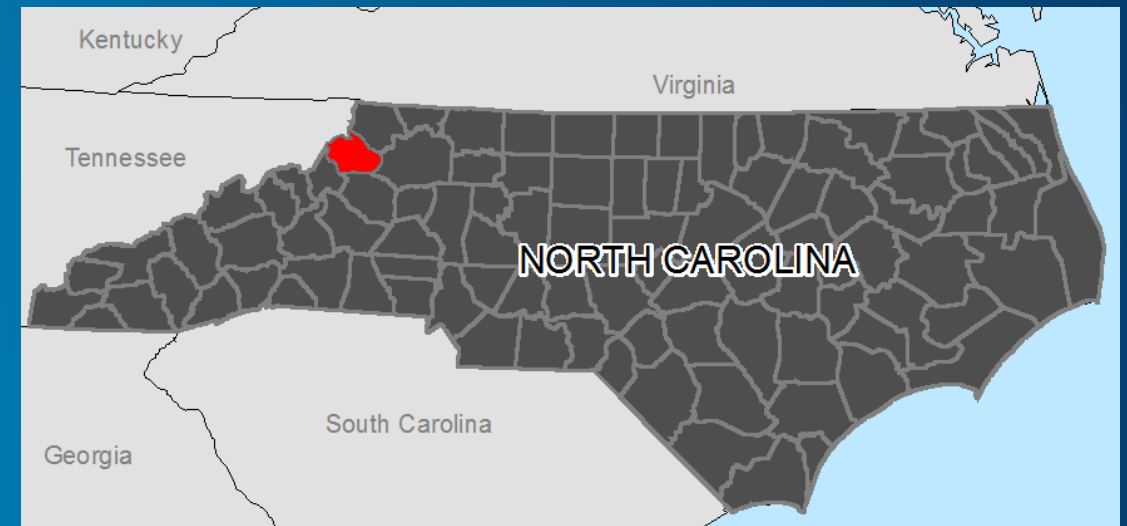 Kentucky
Virginia
Tennessee
NORTH CAROLINA
South Carolina
Georgia